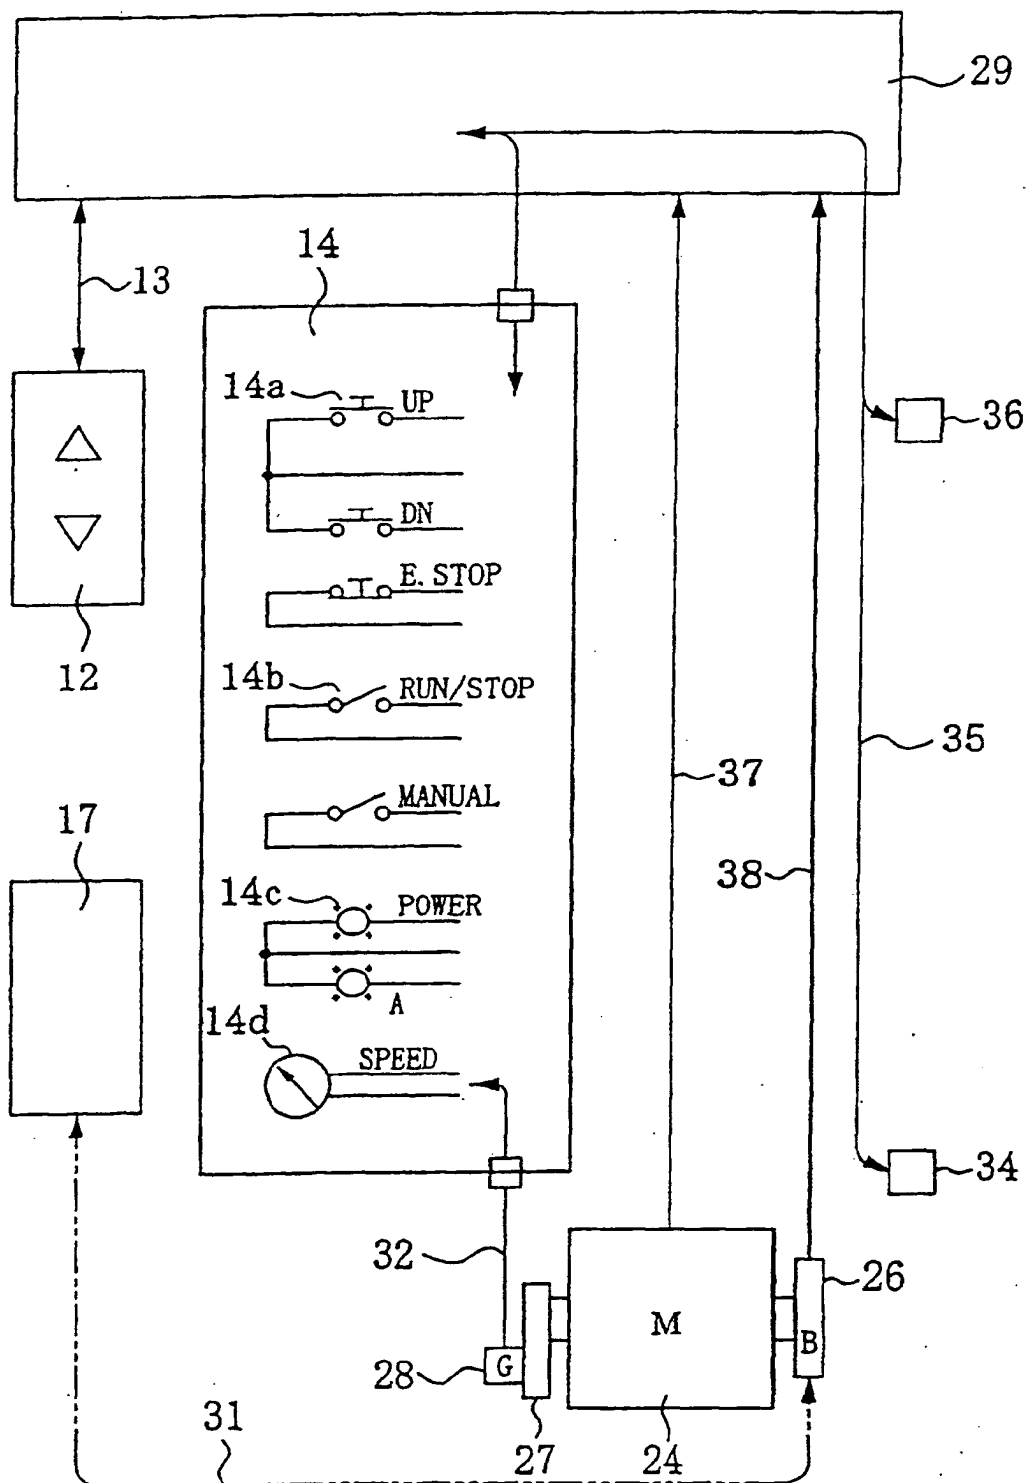 29
14
13
14a
UP
36
DN
E.STOP
12
14b
RUN/STOP
35
37
MANUAL
17
38
14c
POWER
A
14d
SPEED
34
32
26
M
B
G
28
31
27
24